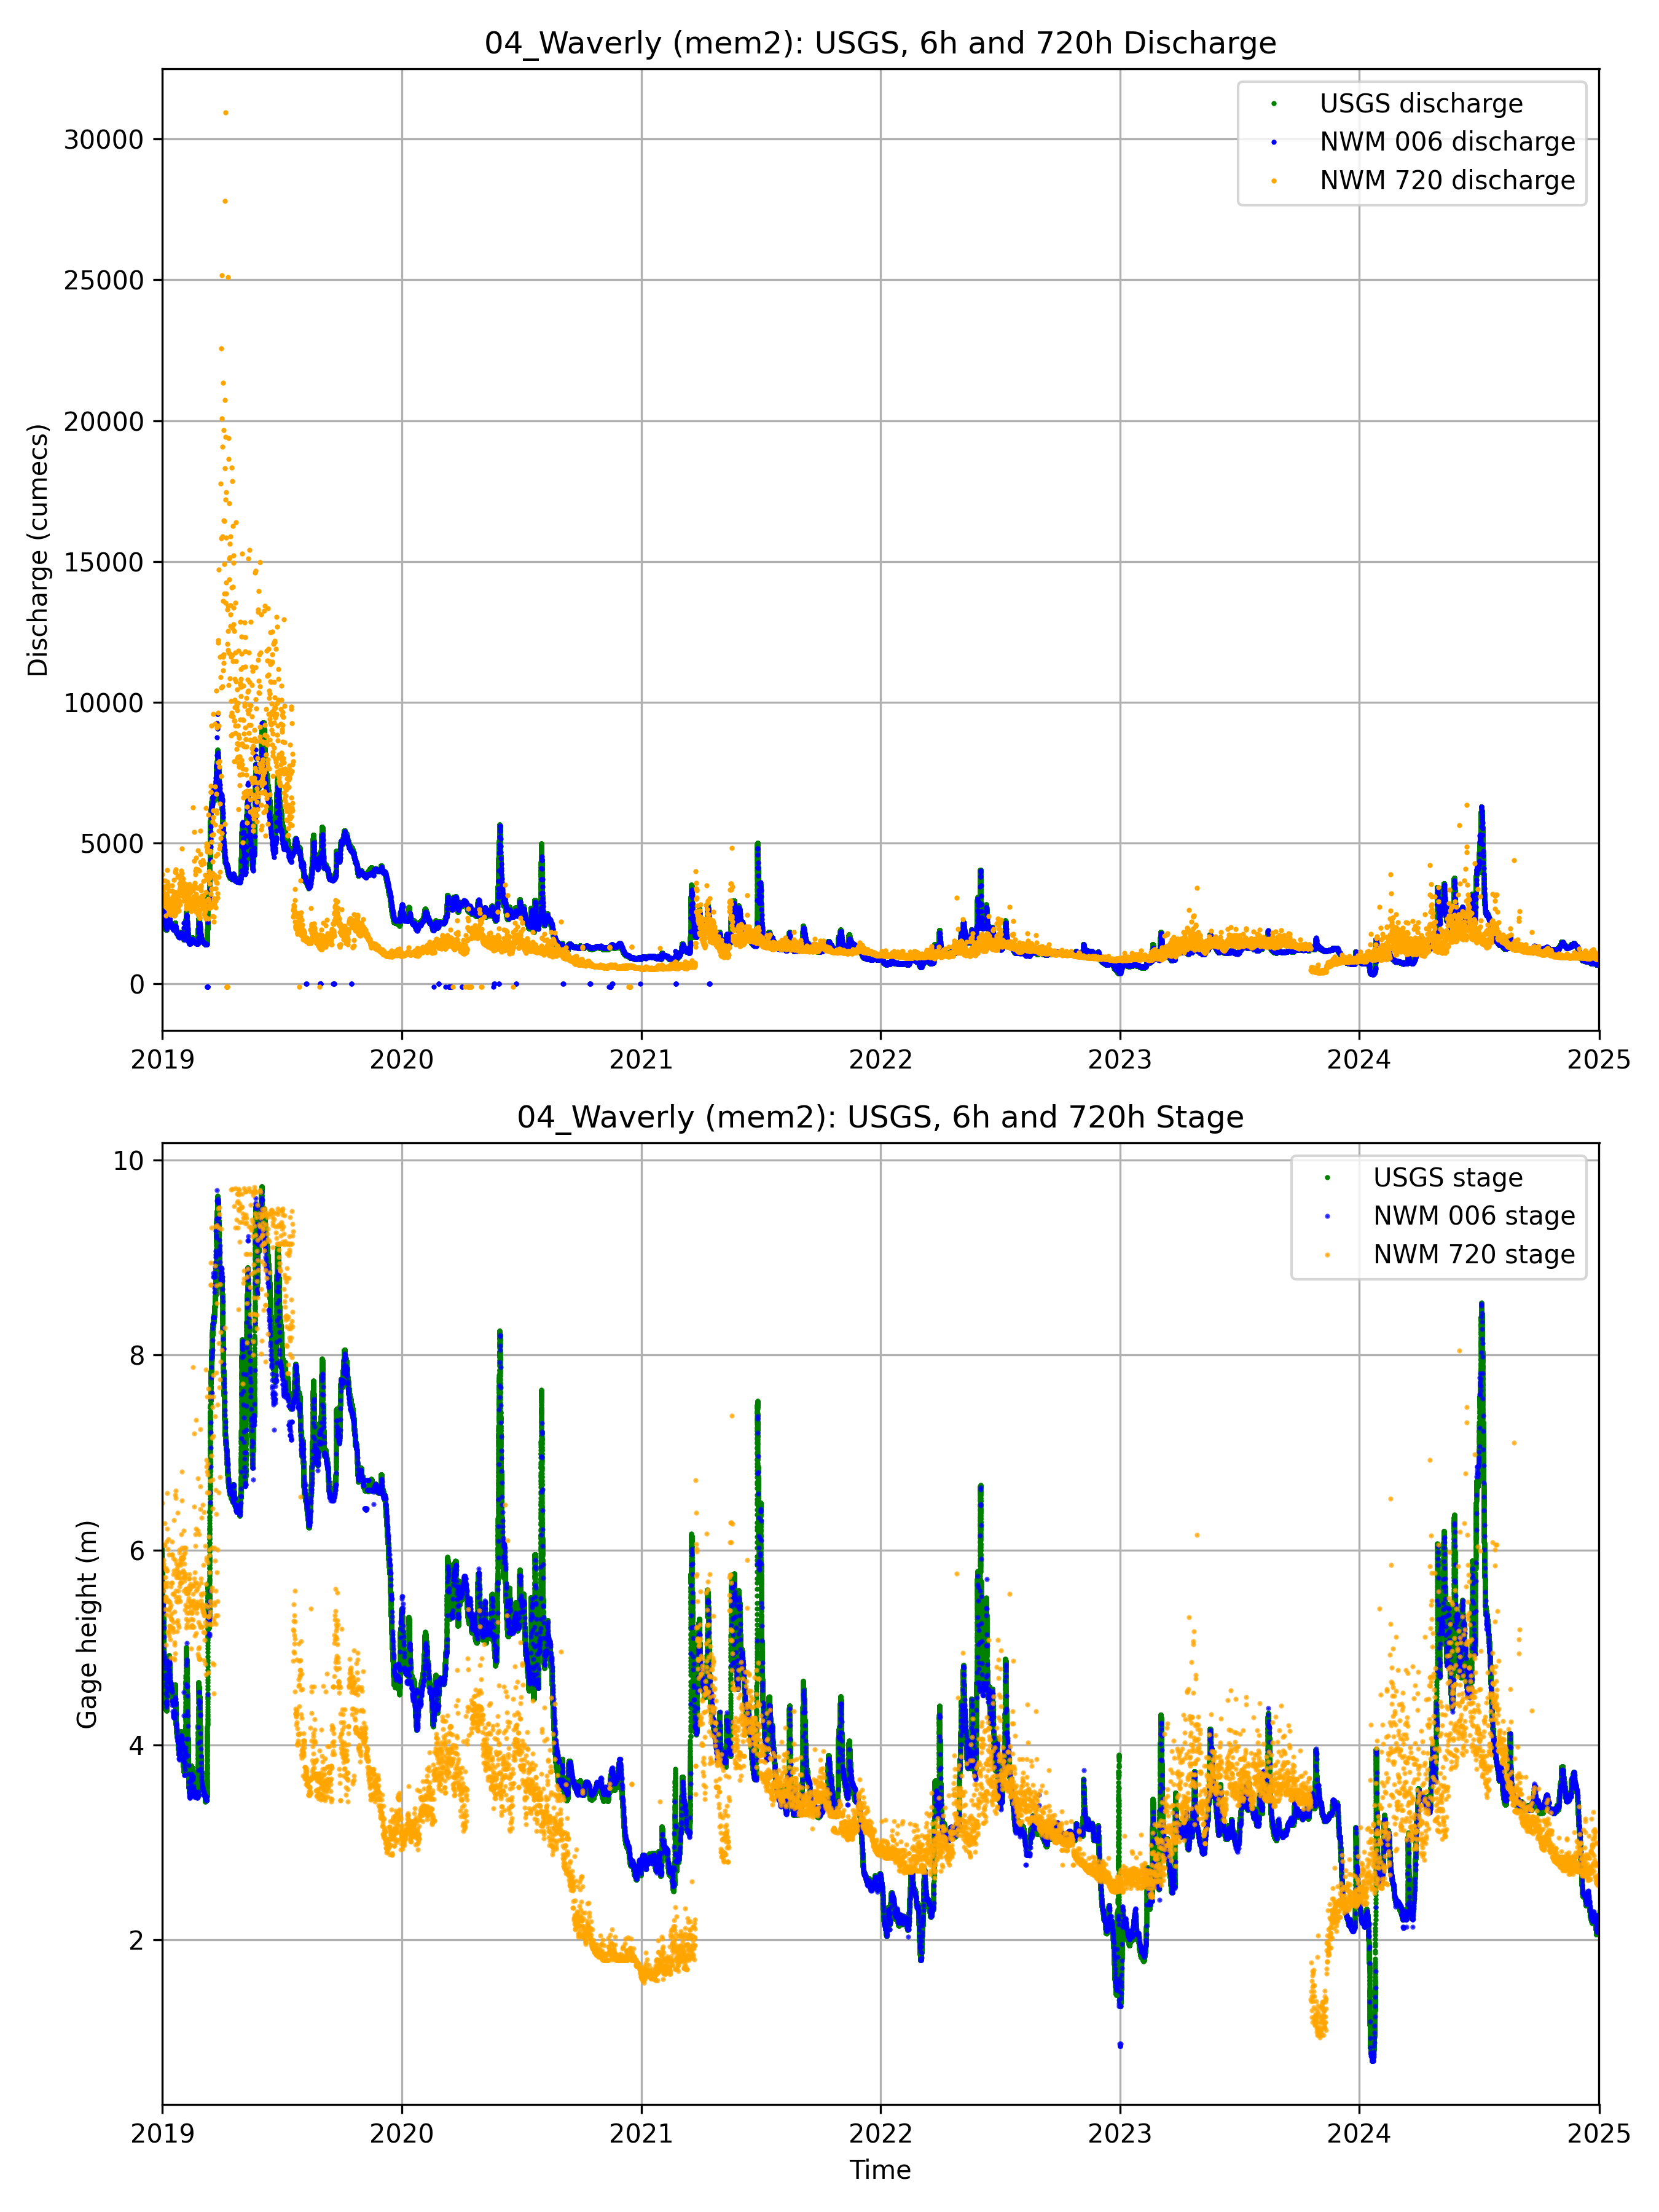 04_Waverly (mem2): USGS, 6h and 720h Discharge
USGS discharge
NWM 006 discharge
NWM 720 discharge
Discharge (cumecs)
30000
25000
20000
15000
10000
5000
0
2019 2020 2021 2022 2023 2024 2025
04_Waverly (mem2): USGS, 6h and 720h Stage
USGS stage
NWM 006 stage
NWM 720 stage
Gage height (m)
10
8
6
4
2
2019 2020 2021 2022 2023 2024 2025
Time